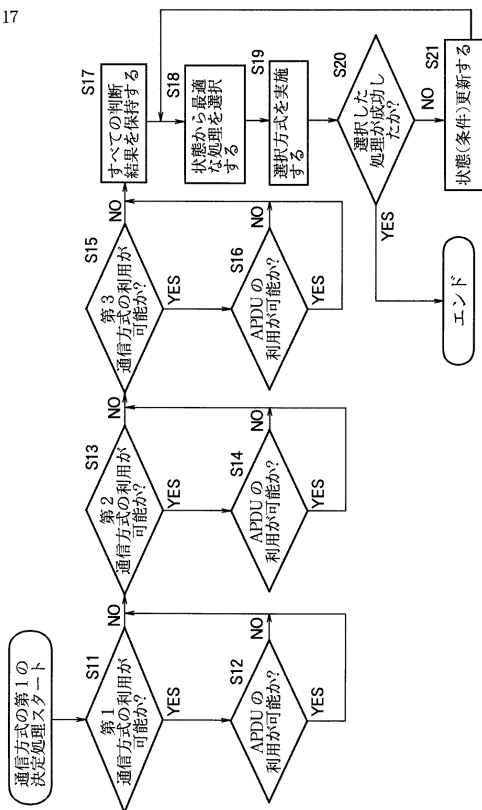 17
通信方式の第1の
決定処理スタート
S11
第1
通信方式の利用が
可能か?
NO
YES
S12
APDUの
利用が可能か?
NO
YES
S13
第2
通信方式の利用が
可能か?
NO
YES
S14
APDUの
利用が可能か?
NO
YES
S15
第3
通信方式の利用が
可能か?
NO
YES
S16
APDUの
利用が可能か?
NO
YES
S17
すべての判断
結果を保持する
S18
状態から最適
な処理を選択
する
S19
選択方式を実施
する
S20
選択した
処理が成功し
たか?
YES
NO
S21
状態(条件)更新する
エンド